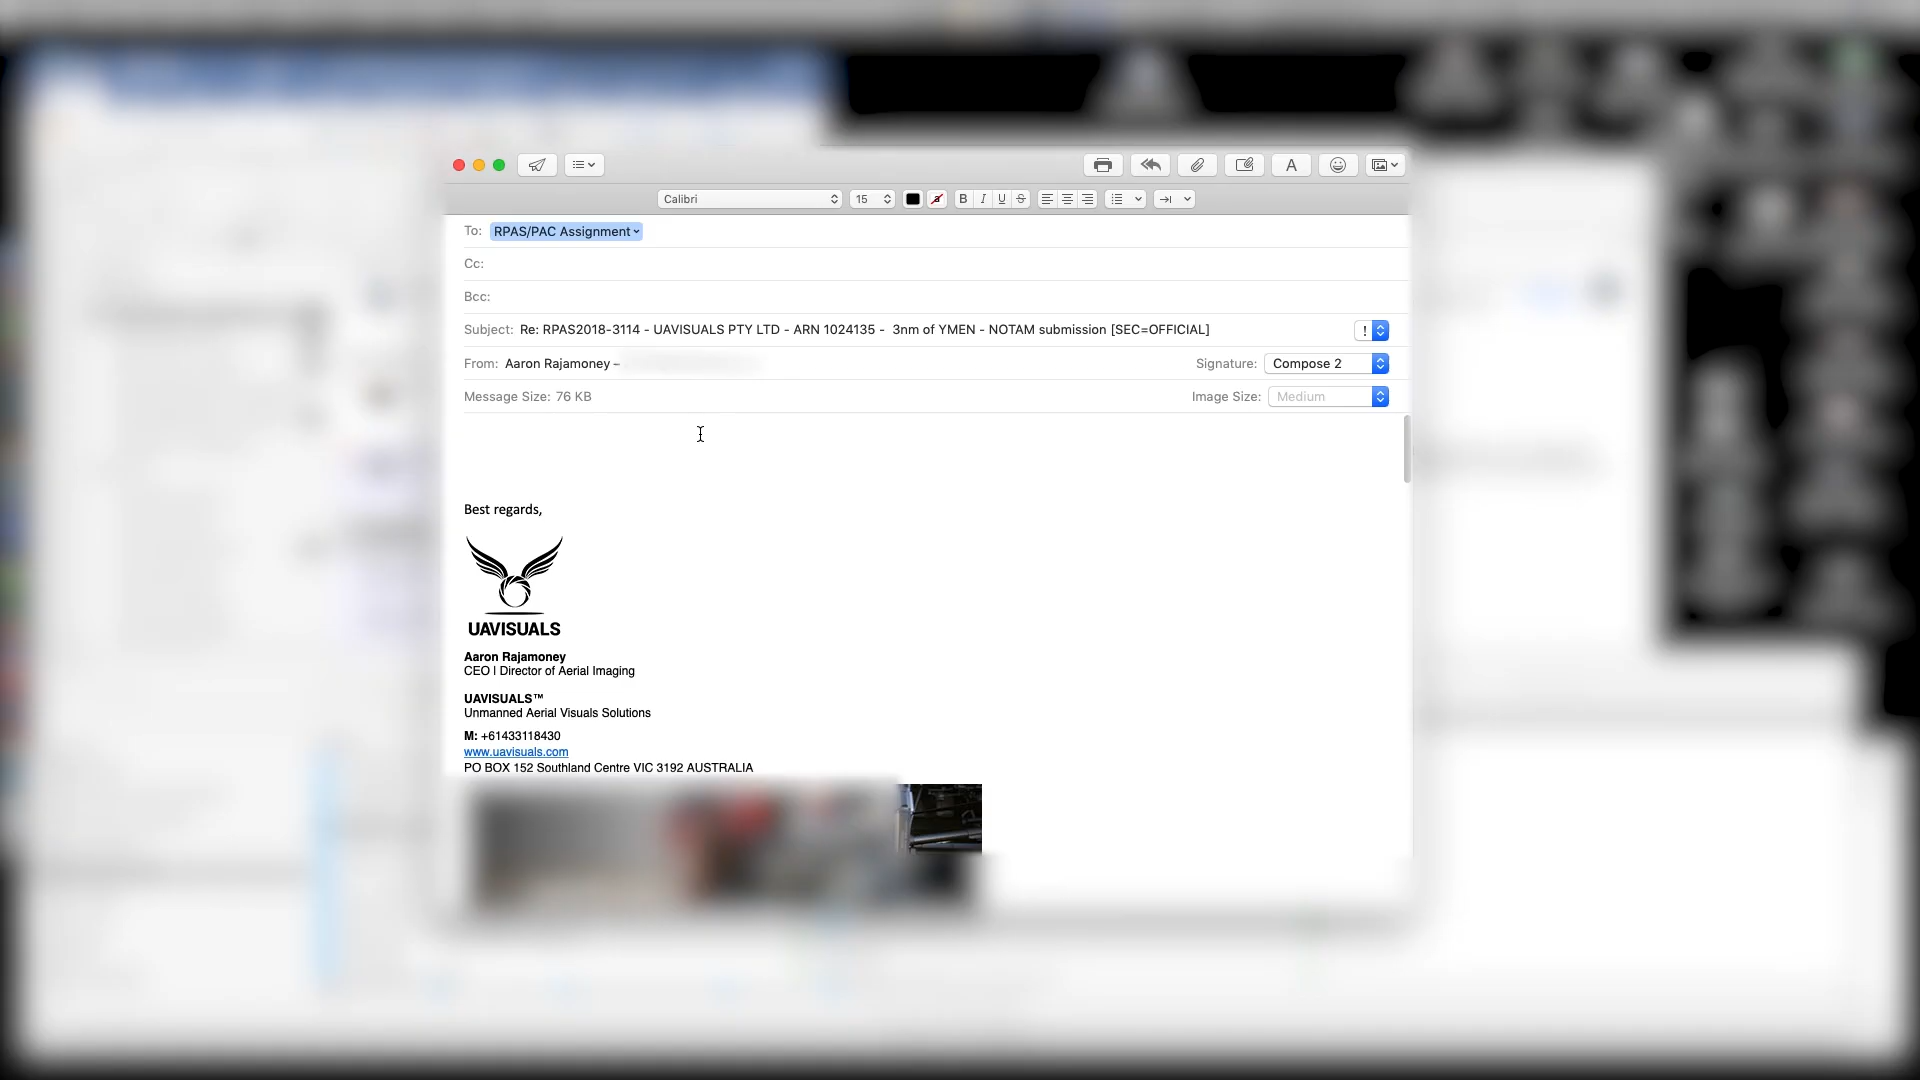 Calibri 15 a B I U S
To: RPAS/PAC Assignment
Cc:
Bcc:
Subject: Re: RPAS2018-3114 - UAVISUALS PTY LTD - ARN 1024135 - 3nm of YMEN - NOTAM submission [SEC=OFFICIAL] !
From: Aaron Rajamoney – Signature: Compose 2
Message Size: 76 KB Image Size: Medium
Best regards,
UAVISUALS
Aaron Rajamoney
CEO | Director of Aerial Imaging
UAVISUALS™
Unmanned Aerial Visuals Solutions
M: +61433118430
www.uavisuals.com
PO BOX 152 Southland Centre VIC 3192 AUSTRALIA